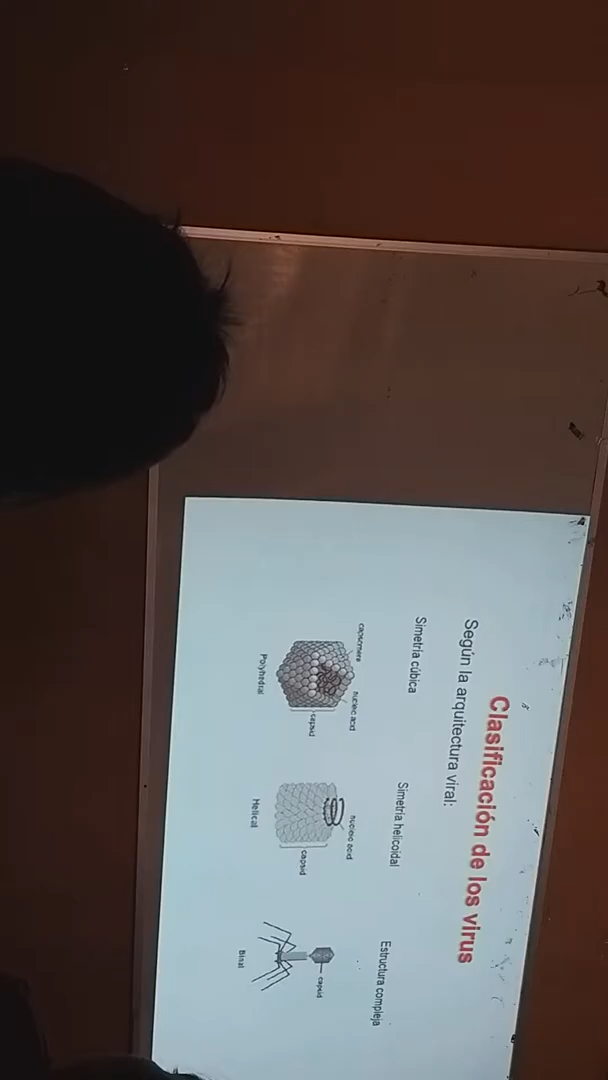 Clasificación de los virus
Según la arquitectura viral:
Simetría cúbica
Simetría helicoidal
Estructura compleja
capsomere
nucleic acid
capsid
nucleic acid
capsid
capsid
Polyhedral
Helical
Binal